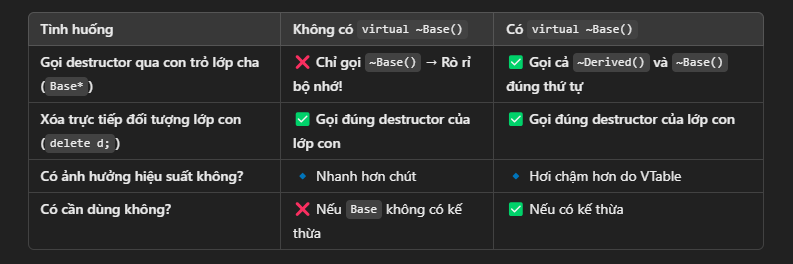 Tình huống
Không có virtual ~Base()
Có virtual ~Base()
Gọi destructor qua con trỏ lớp cha
(Base*)
❌ Chỉ gọi ~Base() → Rò rỉ
bộ nhớ!
✅ Gọi cả ~Derived() và ~Base()
đúng thứ tự
Xóa trực tiếp đối tượng lớp con
(delete d;)
✅ Gọi đúng destructor của
lớp con
✅ Gọi đúng destructor của lớp con
Có ảnh hưởng hiệu suất không?
🔹 Nhanh hơn chút
🔹 Hơi chậm hơn do VTable
Có cần dùng không?
❌ Nếu Base không có kế
thừa
✅ Nếu có kế thừa